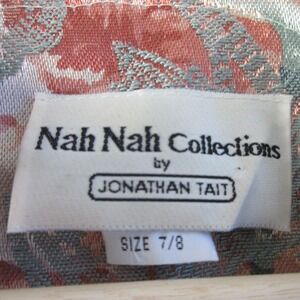 Nah Nah Collections
by
JONATHAN TAIT
SIZE 7/8